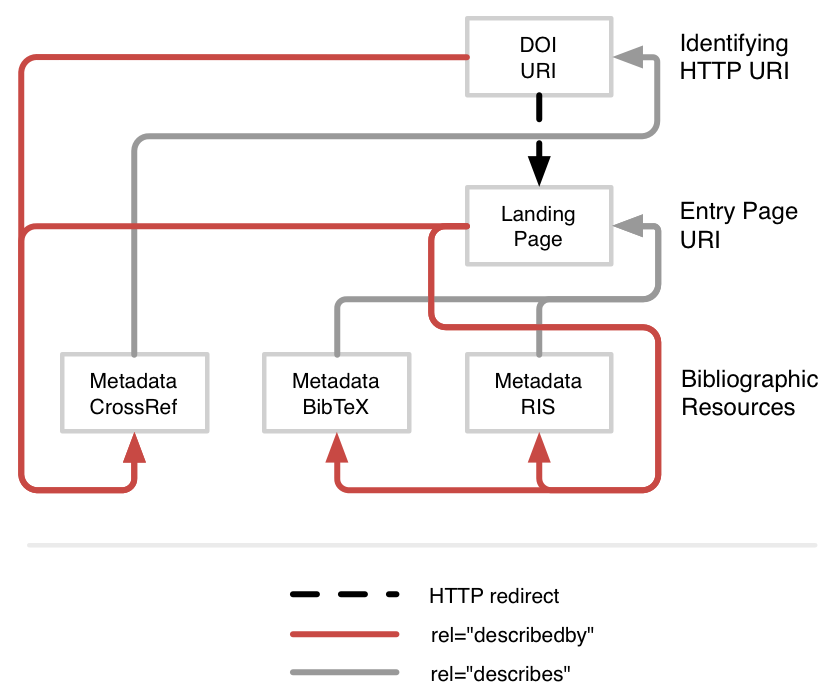 DOI
URI
Identifying
HTTP URI
Landing
Page
Entry Page
URI
Metadata
CrossRef
Metadata
BibTeX
Metadata
RIS
Bibliographic
Resources
HTTP redirect
rel="describedby"
rel="describes"